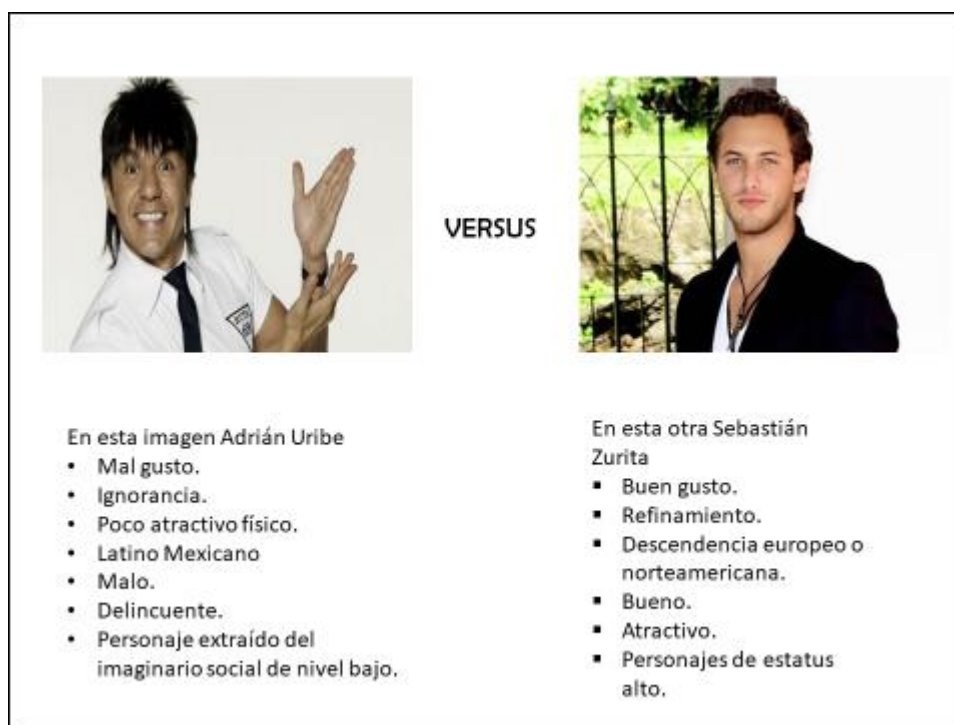 VERSUS
En esta imagen Adrián Uribe
• Mal gusto.
• Ignorancia.
• Poco atractivo físico.
• Latino Mexicano
• Malo.
• Delincuente.
• Personaje extraído del
imaginario social de nivel bajo.
En esta otra Sebastián
Zurita
▪ Buen gusto.
▪ Refinamiento.
▪ Descendencia europeo o
norteamericana.
▪ Bueno.
▪ Atractivo.
▪ Personajes de estatus
alto.